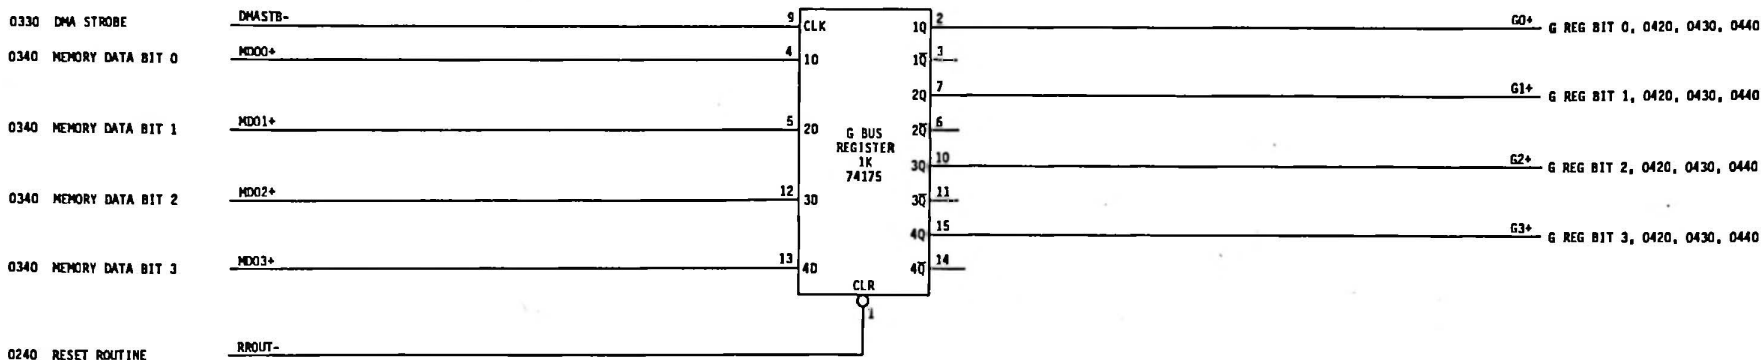 0330 DMA STROBE DMASTB- 9 CLK 1Q 2 G0+ G REG BIT 0, 0420, 0430, 0440
0340 MEMORY DATA BIT 0 MD00+ 4 1D 1Q 3
2Q 7 G1+ G REG BIT 1, 0420, 0430, 0440
0340 MEMORY DATA BIT 1 MD01+ 5 2D 2Q 6
G BUS
REGISTER
1K
74175
3Q 10 G2+ G REG BIT 2, 0420, 0430, 0440
0340 MEMORY DATA BIT 2 MD02+ 12 3D 3Q 11
4Q 15 G3+ G REG BIT 3, 0420, 0430, 0440
0340 MEMORY DATA BIT 3 MD03+ 13 4D 4Q 14
CLR
1
0240 RESET ROUTINE RROUT-